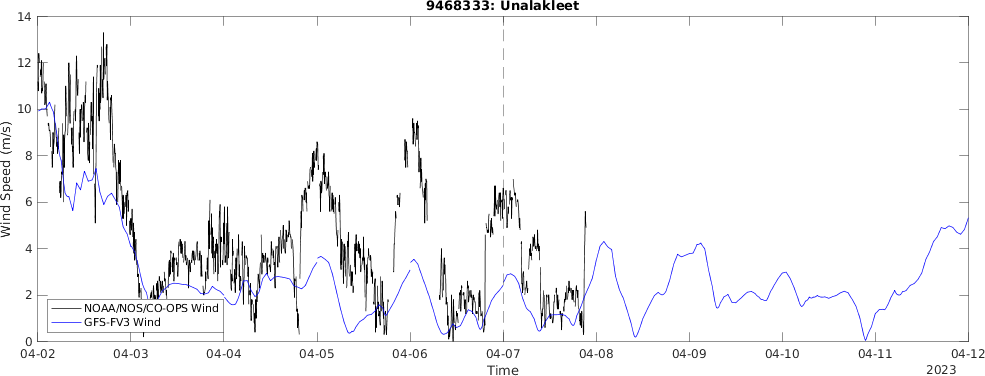 9468333: Unalakleet
14
12
10
8
6
4
2
0
Wind Speed (m/s)
NOAA/NOS/CO-OPS Wind
GFS-FV3 Wind
04-02 04-03 04-04 04-05 04-06 04-07 04-08 04-09 04-10 04-11 04-12
Time
2023